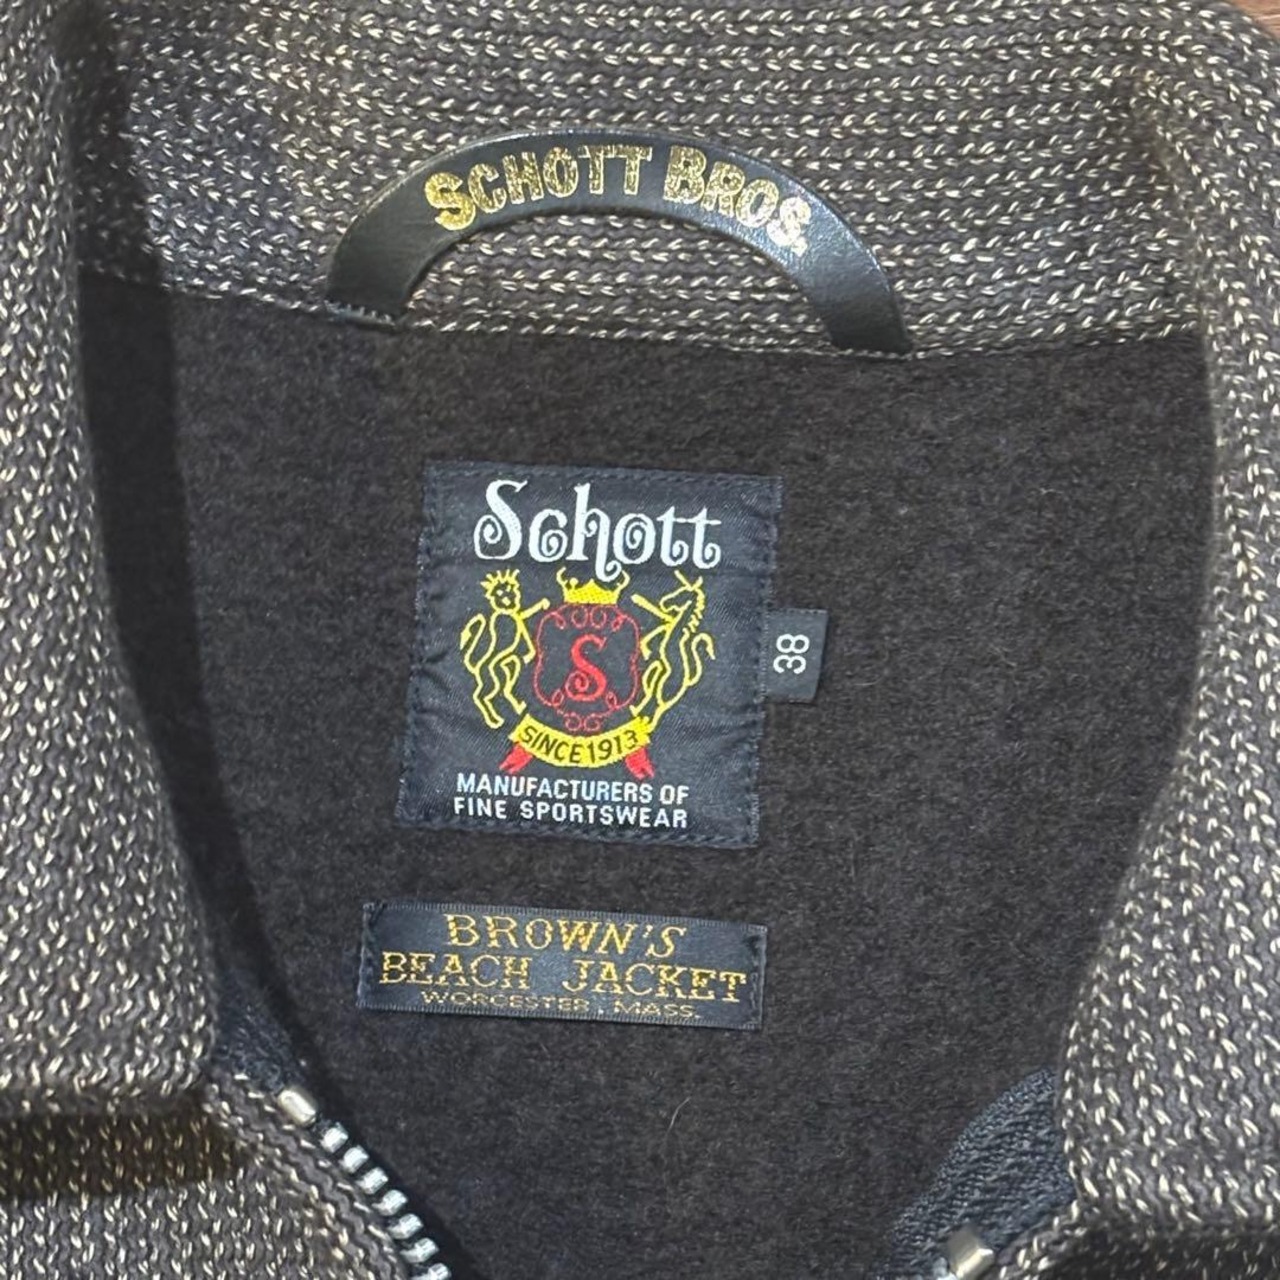 SCHOTT BROS.
Schott
S
SINCE 1913
38
MANUFACTURERS OF
FINE SPORTSWEAR
BROWN'S
BEACH JACKET
WORCESTER, MASS.